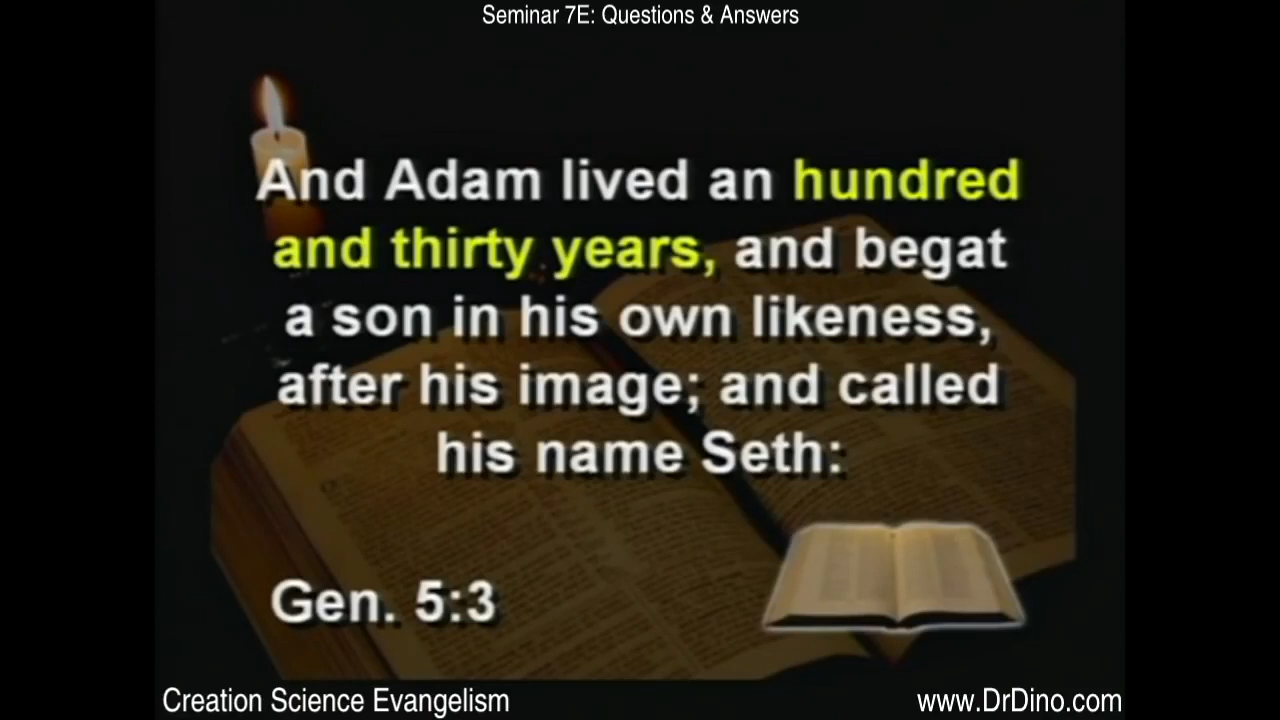 Seminar 7E: Questions & Answers
And Adam lived an hundred
and thirty years, and begat
a son in his own likeness,
after his image; and called
his name Seth:
Gen. 5:3
Creation Science Evangelism
www.DrDino.com